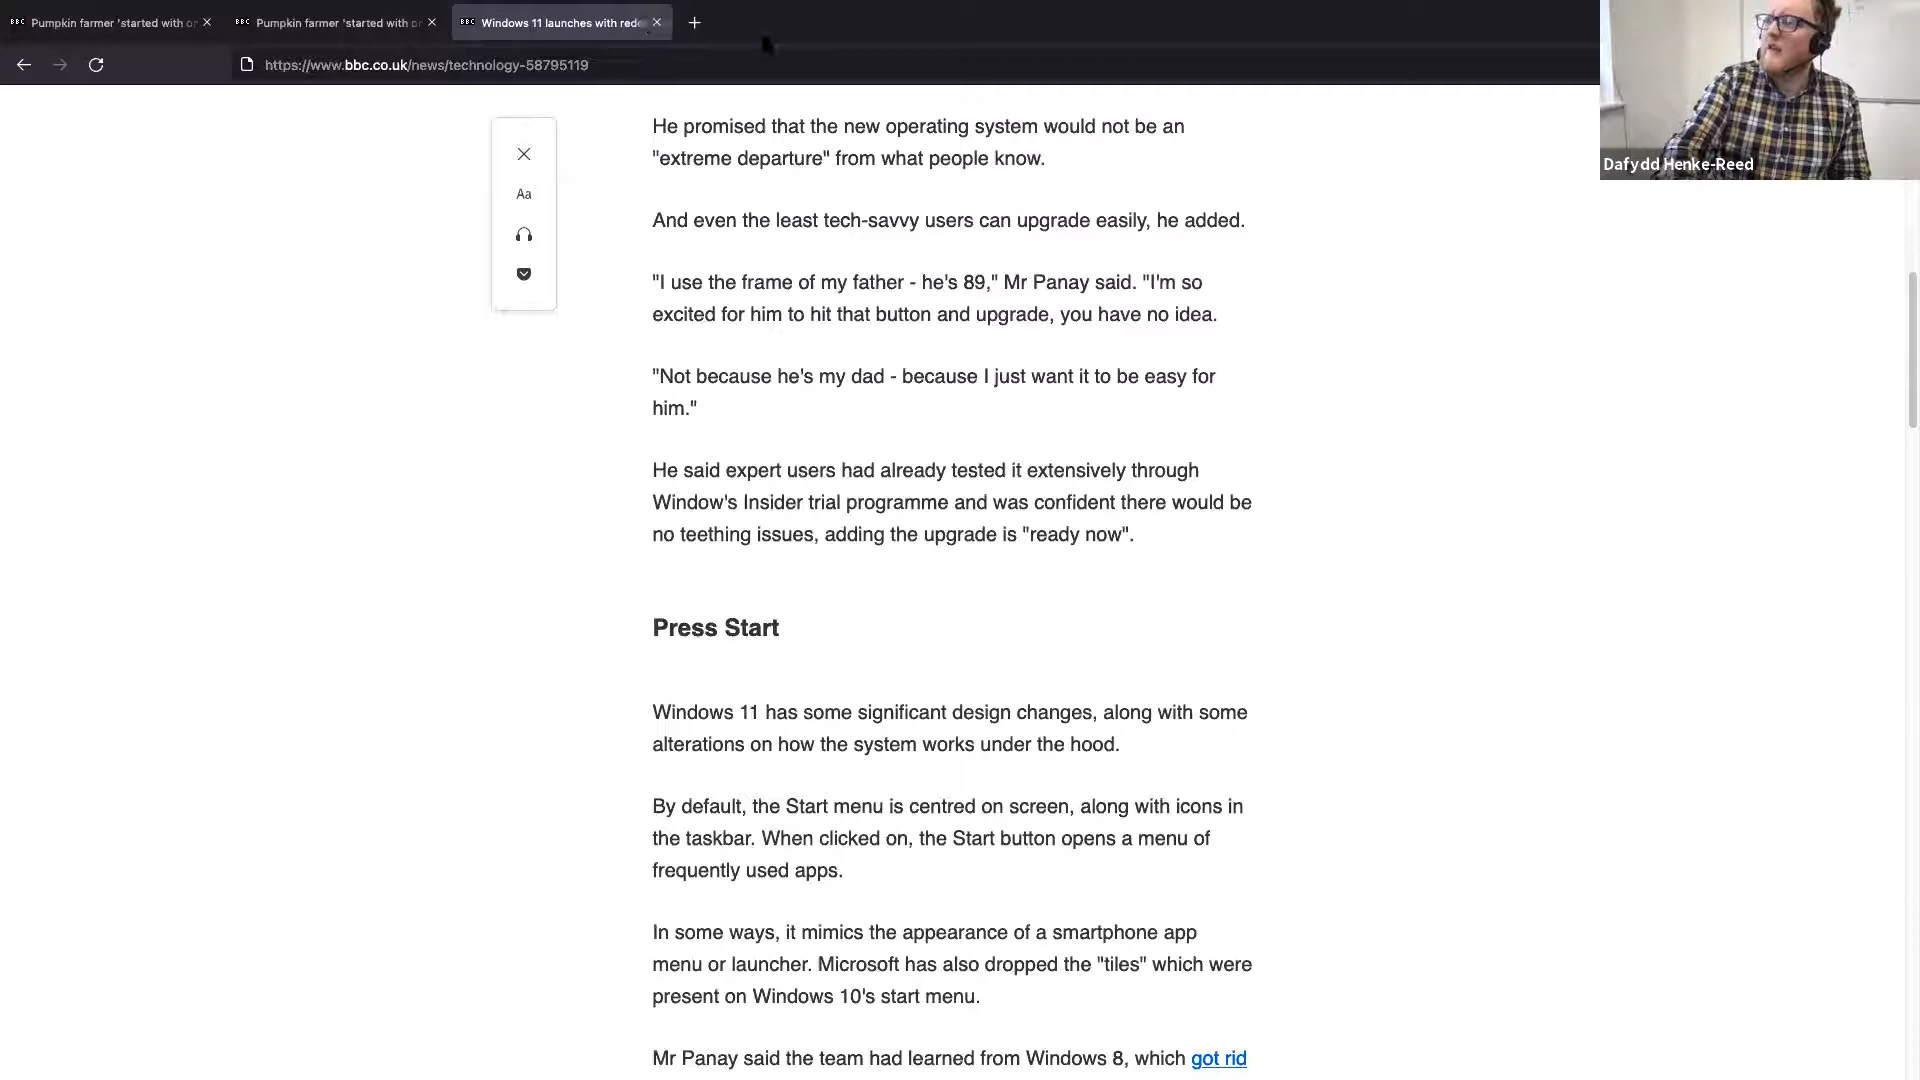 BBC Pumpkin farmer 'started with or
BBC Pumpkin farmer 'started with or
BBC Windows 11 launches with rede
https://www.bbc.co.uk/news/technology-58795119
Dafydd Henke-Reed
Aa
He promised that the new operating system would not be an
"extreme departure" from what people know.
And even the least tech-savvy users can upgrade easily, he added.
"I use the frame of my father - he's 89," Mr Panay said. "I'm so
excited for him to hit that button and upgrade, you have no idea.
"Not because he's my dad - because I just want it to be easy for
him."
He said expert users had already tested it extensively through
Window's Insider trial programme and was confident there would be
no teething issues, adding the upgrade is "ready now".
Press Start
Windows 11 has some significant design changes, along with some
alterations on how the system works under the hood.
By default, the Start menu is centred on screen, along with icons in
the taskbar. When clicked on, the Start button opens a menu of
frequently used apps.
In some ways, it mimics the appearance of a smartphone app
menu or launcher. Microsoft has also dropped the "tiles" which were
present on Windows 10's start menu.
Mr Panay said the team had learned from Windows 8, which got rid